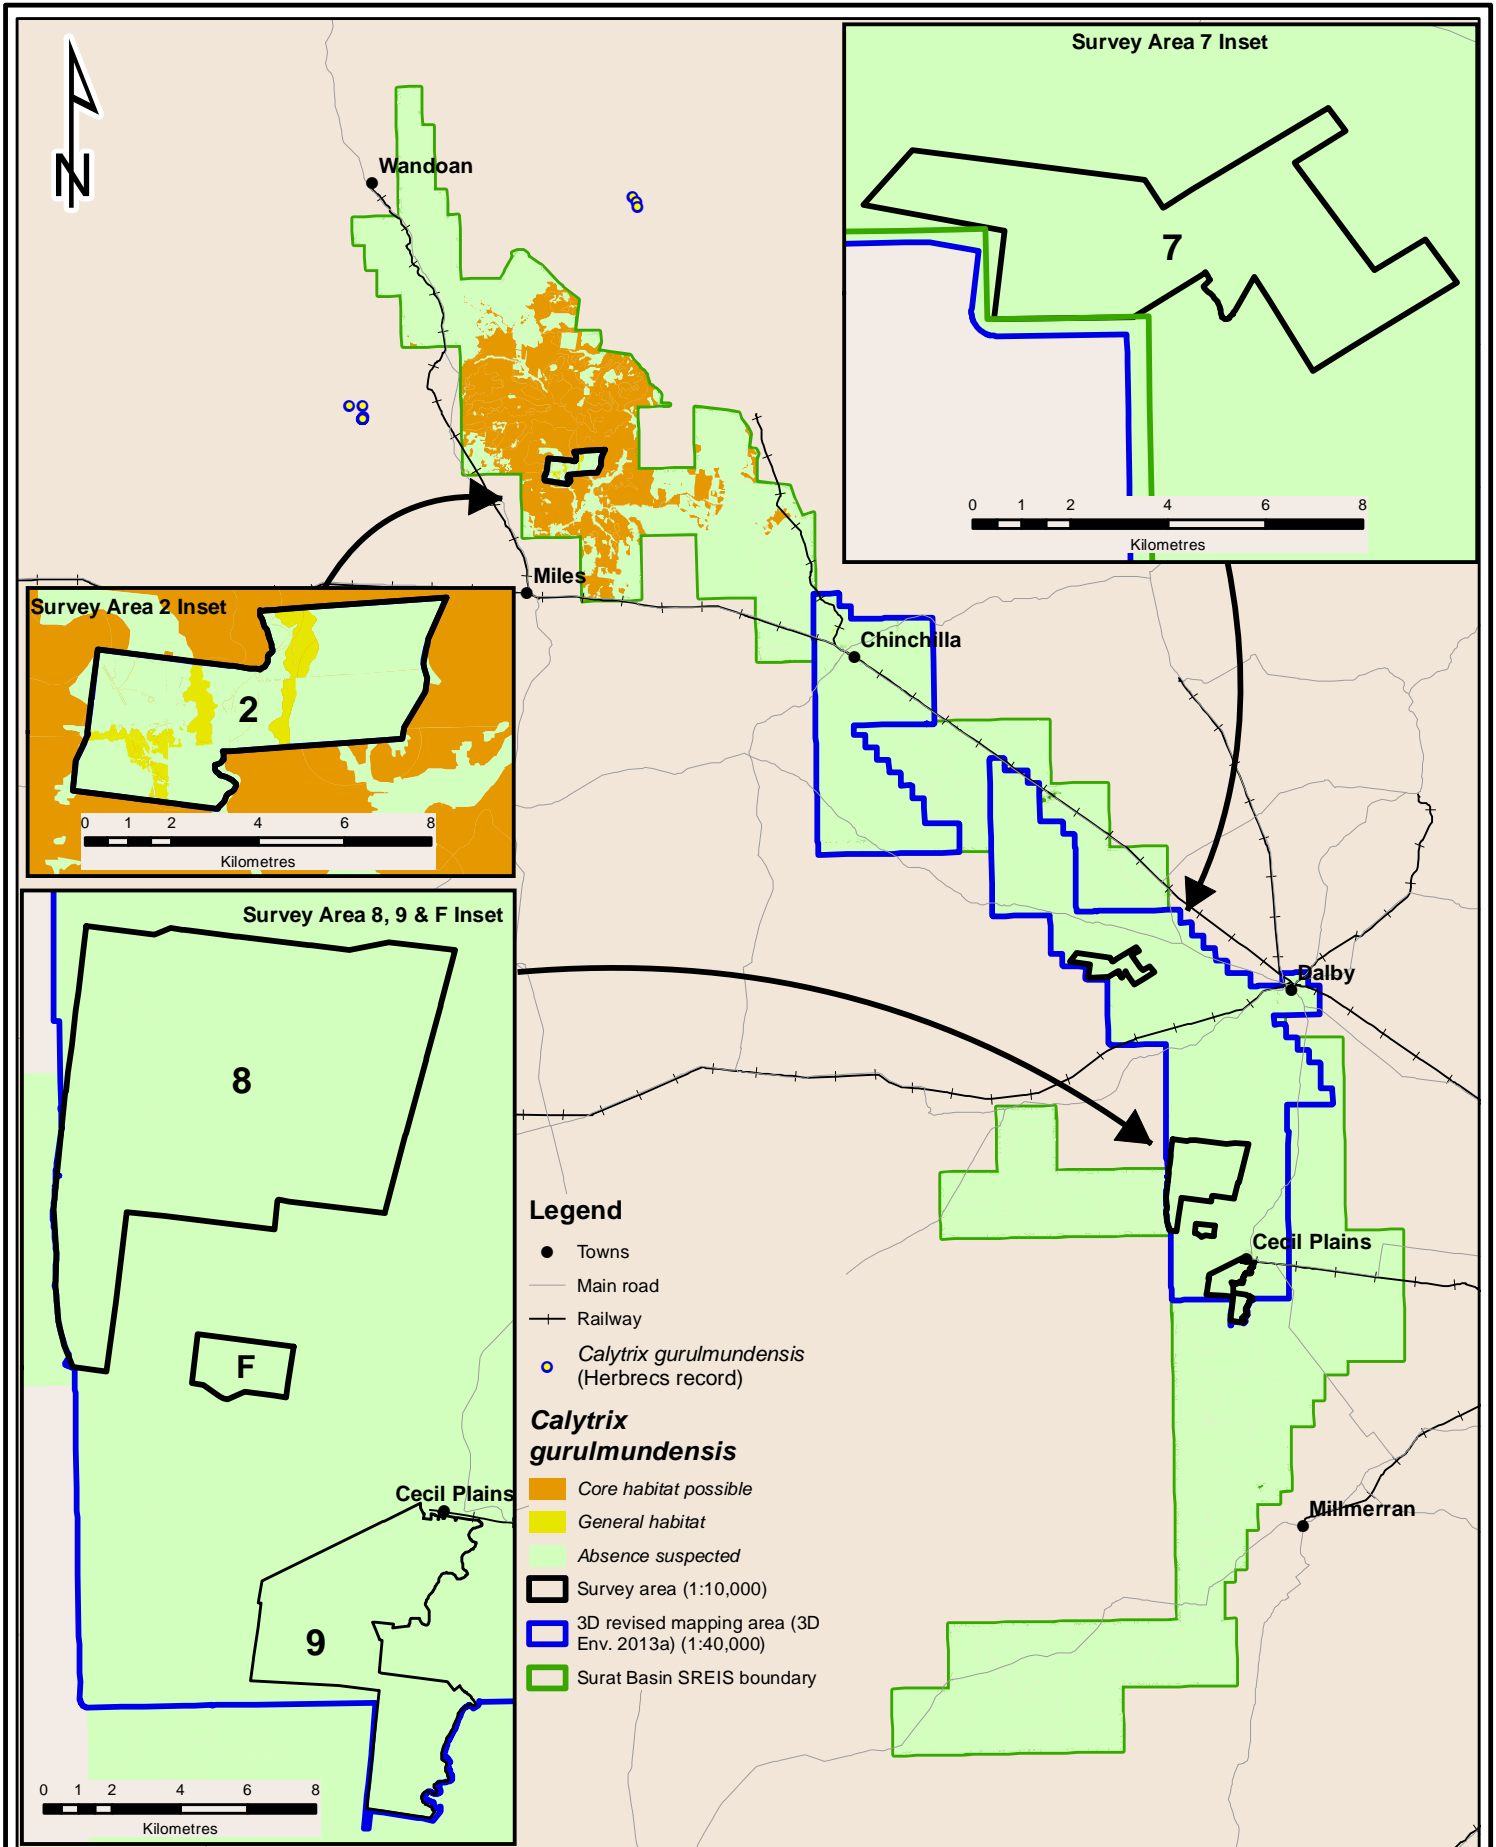 Survey Area 7 Inset
N
Wandoan
7
0 1 2 4 6 8
Kilometres
Miles
Survey Area 2 Inset
2
0 1 2 4 6 8
Kilometres
Chinchilla
Survey Area 8, 9 & F Inset
8
F
Cecil Plains
9
0 1 2 4 6 8
Kilometres
Dalby
Cecil Plains
Millmerran
Legend
Towns
Main road
Railway
Calytrix gurulmundensis
(Herbrecs record)
Calytrix
gurulmundensis
Core habitat possible
General habitat
Absence suspected
Survey area (1:10,000)
3D revised mapping area (3D
Env. 2013a) (1:40,000)
Surat Basin SREIS boundary